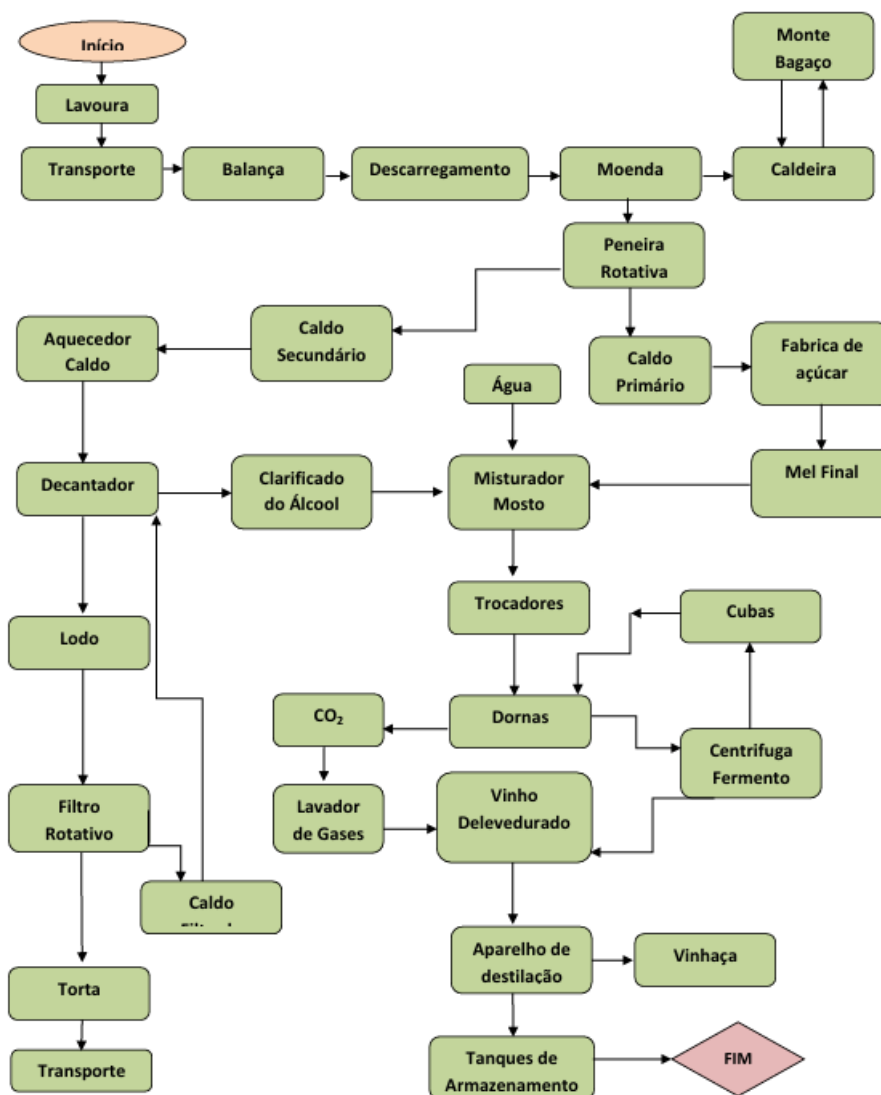 Início
Monte
Bagaço
Lavoura
Transporte
Balança
Descarregamento
Moenda
Caldeira
Peneira
Rotativa
Aquecedor
Caldo
Caldo
Secundário
Caldo
Primário
Fabrica de
açúcar
Água
Decantador
Clarificado
do Álcool
Misturador
Mosto
Mel Final
Trocadores
Cubas
Lodo
CO₂
Dornas
Centrifuga
Fermento
Filtro
Rotativo
Lavador
de Gases
Vinho
Delevedurado
Caldo
Aparelho de
destilação
Vinhaça
Torta
Tanques de
Armazenamento
FIM
Transporte